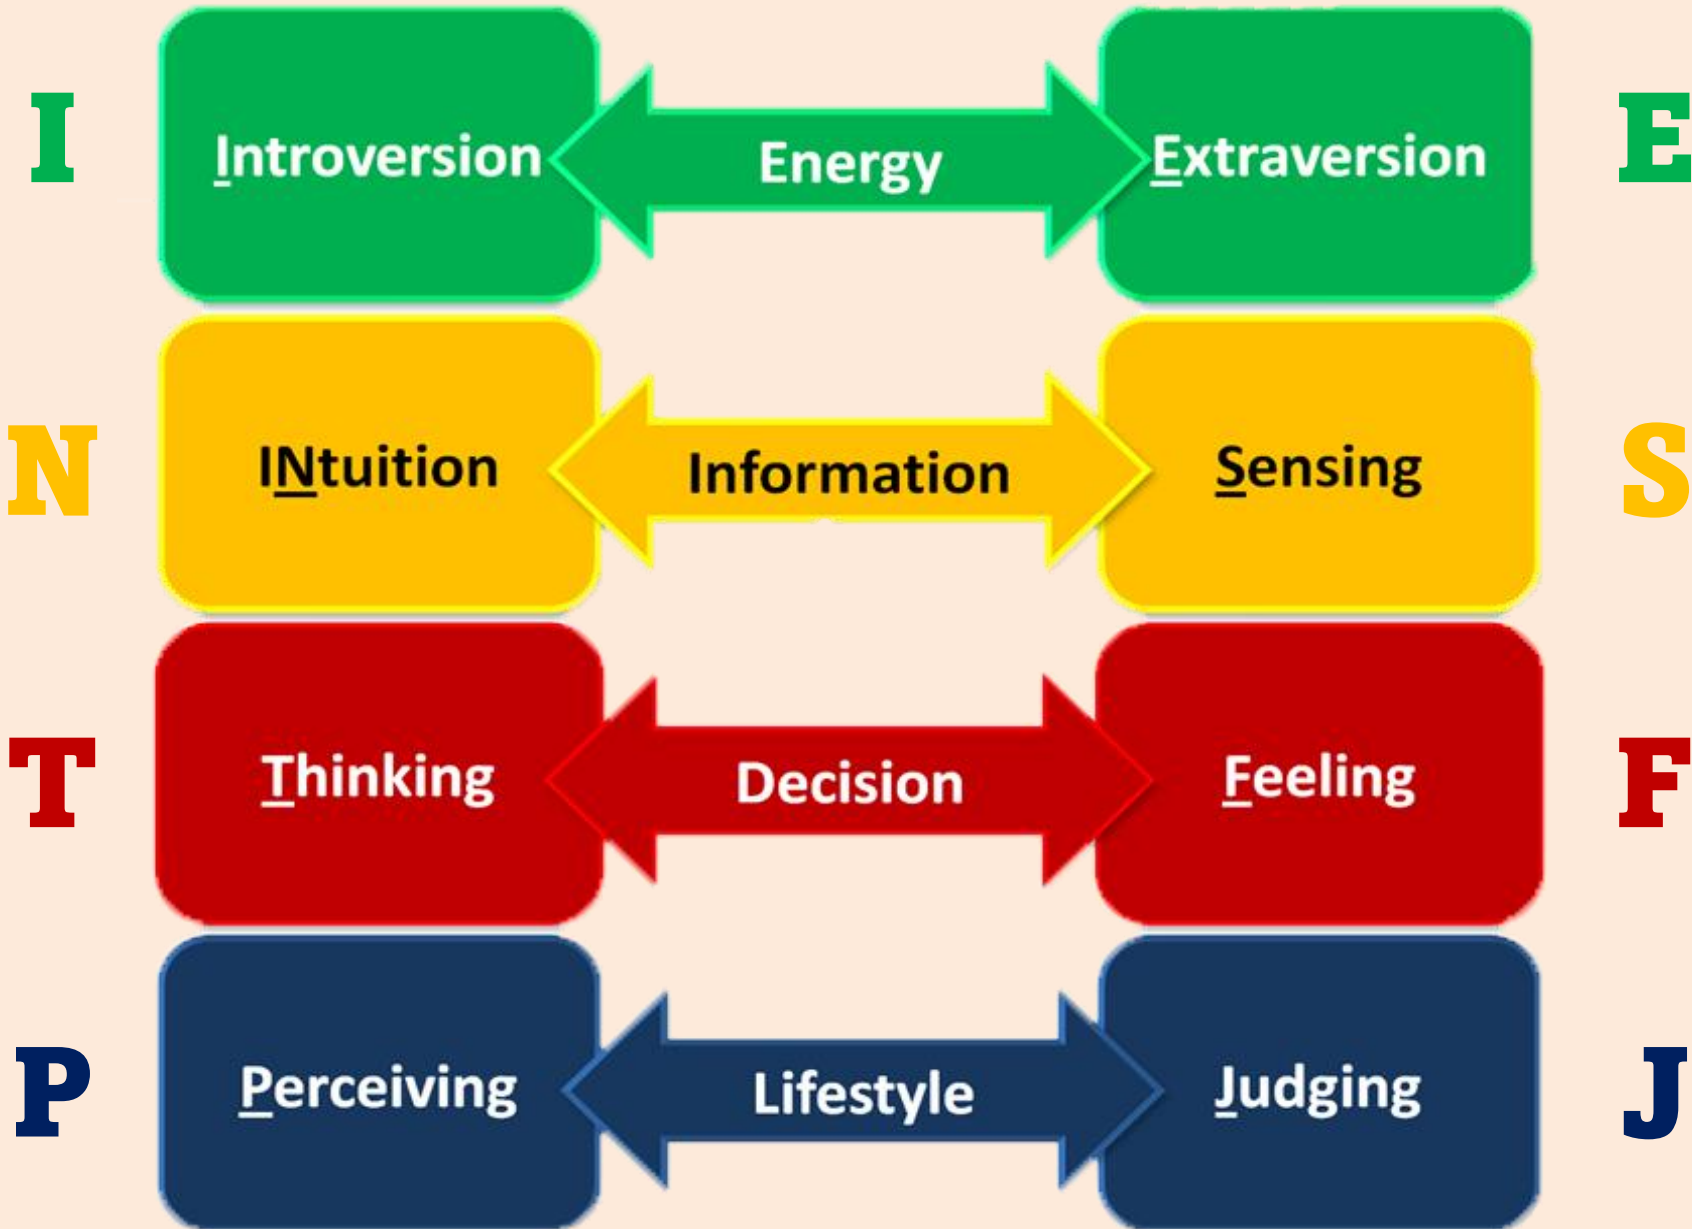 I Introversion Energy Extraversion E
N INtuition Information Sensing S
T Thinking Decision Feeling F
P Perceiving Lifestyle Judging J